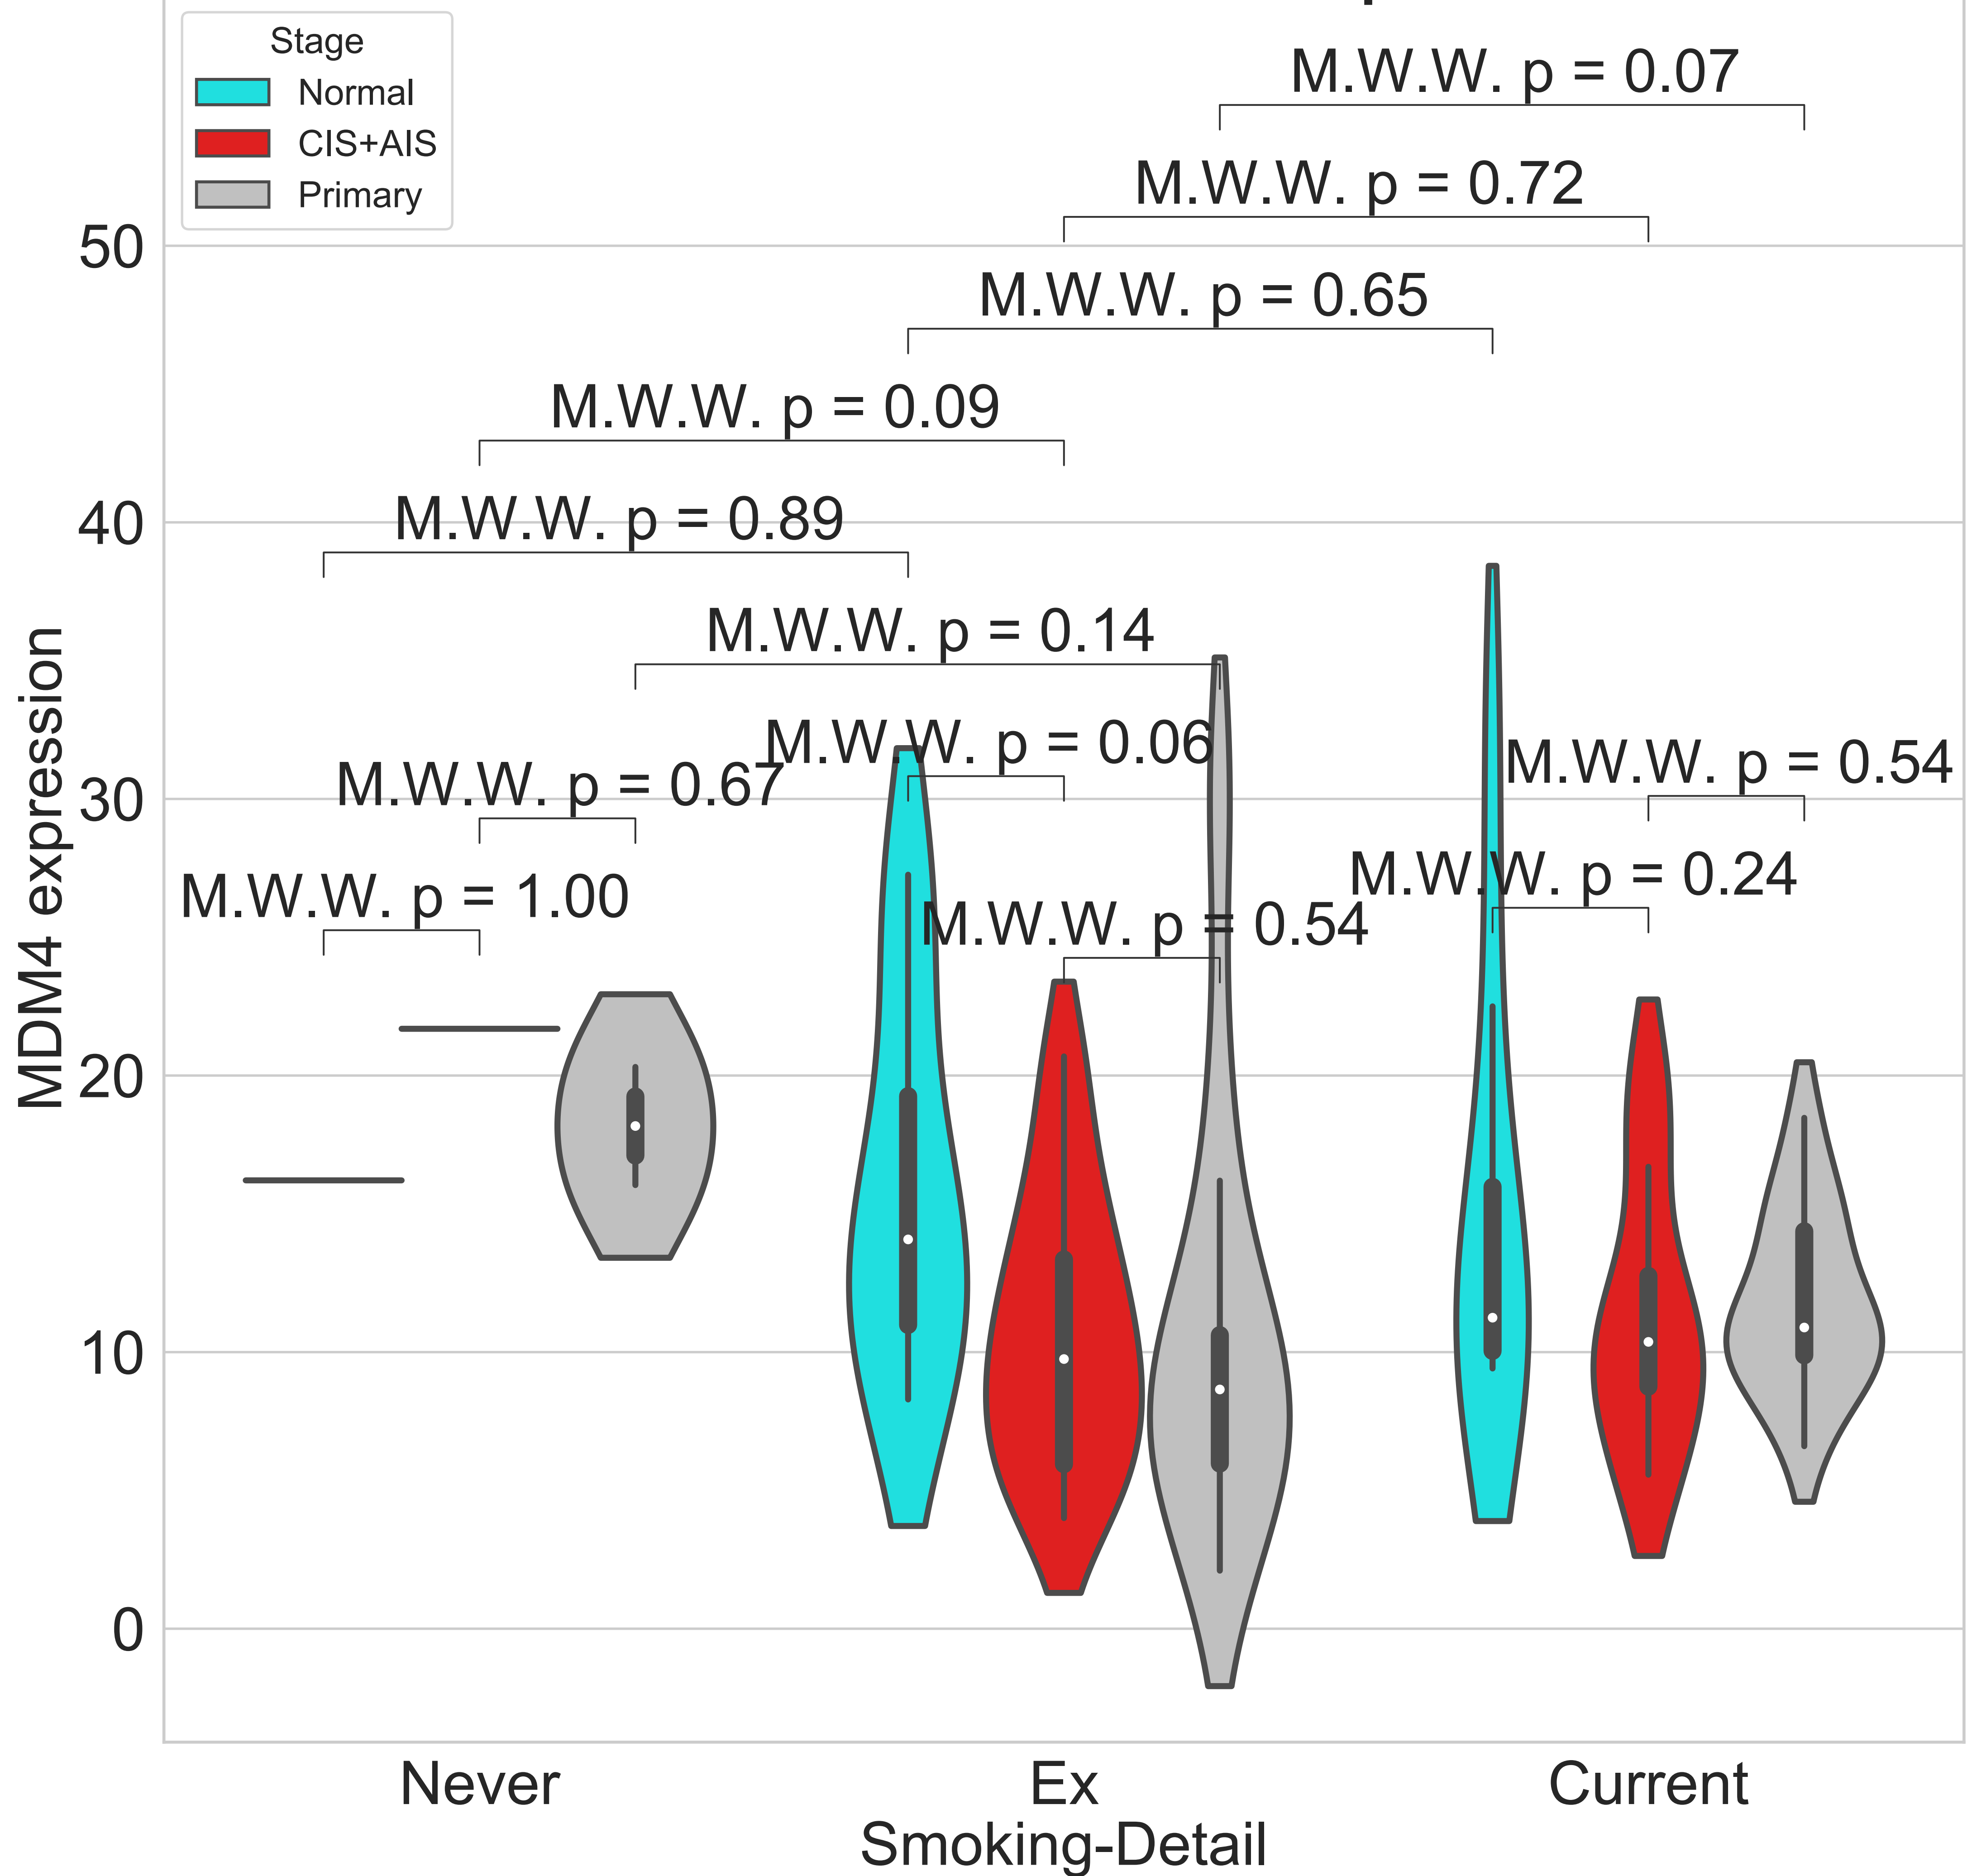 Stage
Normal
CIS+AIS
Primary
M.W.W. p = 0.07
M.W.W. p = 0.72
50
M.W.W. p = 0.65
M.W.W. p = 0.09
40
M.W.W. p = 0.89
M.W.W. p = 0.14
M.W.W. p = 0.06
M.W.W. p = 0.54
M.W.W. p = 0.67
30
M.W.W. p = 0.24
M.W.W. p = 1.00
M.W.W. p = 0.54
MDM4 expression
20
10
0
Never
Ex
Current
Smoking-Detail